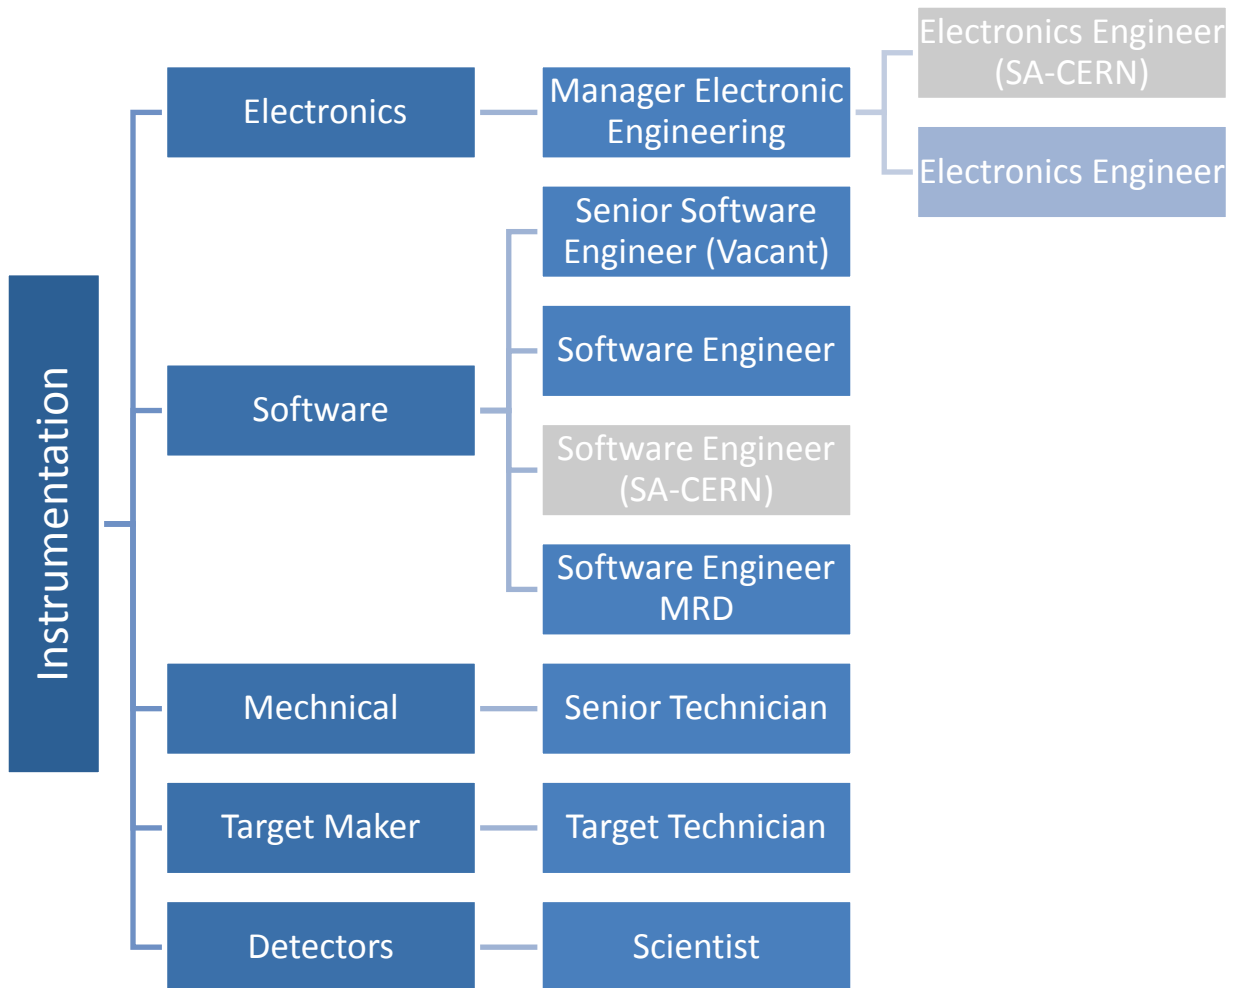 Instrumentation
Electronics
Manager Electronic
Engineering
Electronics Engineer
(SA-CERN)
Electronics Engineer
Software
Senior Software
Engineer (Vacant)
Software Engineer
Software Engineer
(SA-CERN)
Software Engineer
MRD
Mechnical
Senior Technician
Target Maker
Target Technician
Detectors
Scientist